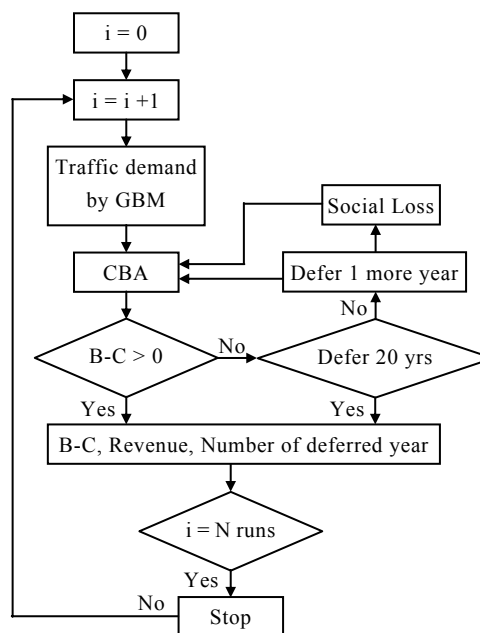 i = 0
i = i +1
Traffic demand
by GBM
Social Loss
CBA
Defer 1 more year
No
B-C > 0
No
Defer 20 yrs
Yes
Yes
B-C, Revenue, Number of deferred year
i = N runs
Yes
No
Stop